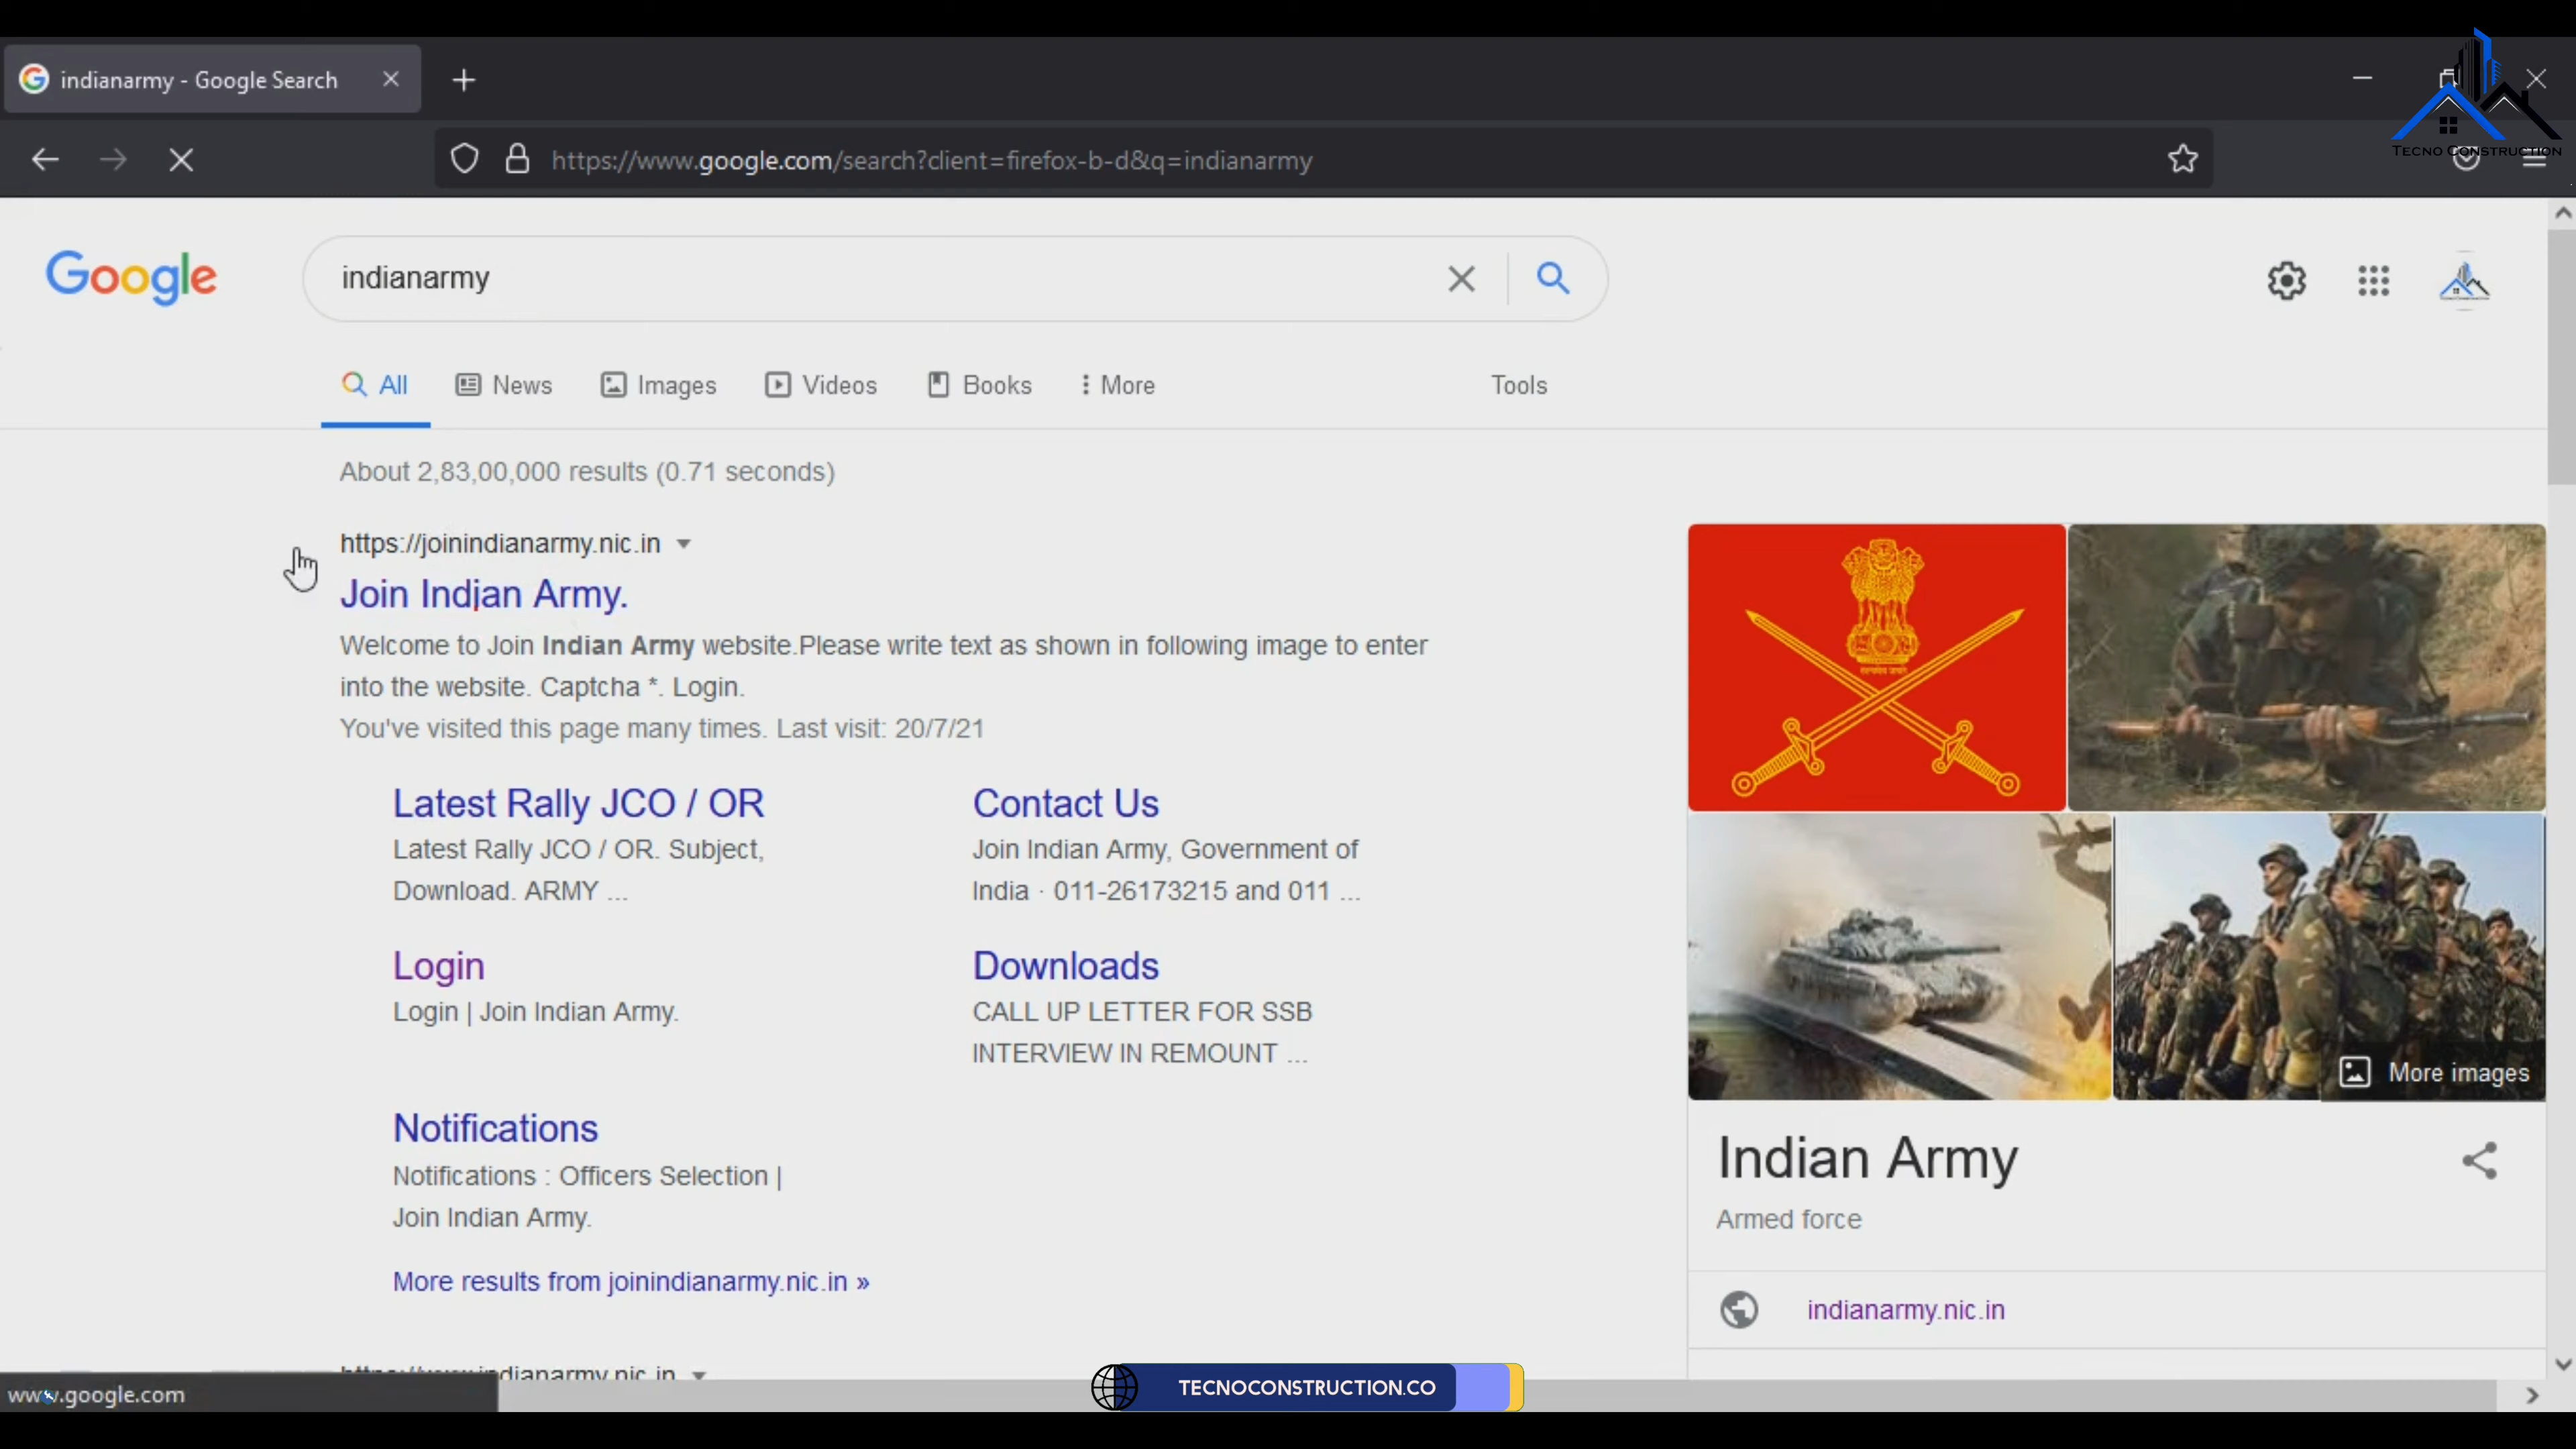 indianarmy - Google Search
https://www.google.com/search?client=firefox-b-d&q=indianarmy
TECNO CONSTRUCTION
Google
indianarmy
All
News
Images
Videos
Books
More
Tools
About 2,83,00,000 results (0.71 seconds)
https://joinindianarmy.nic.in
Join Indian Army.
Welcome to Join Indian Army website.Please write text as shown in following image to enter
into the website. Captcha *. Login.
You've visited this page many times. Last visit: 20/7/21
Latest Rally JCO / OR
Latest Rally JCO / OR. Subject,
Download. ARMY ...
Contact Us
Join Indian Army, Government of
India · 011-26173215 and 011 ...
Login
Login | Join Indian Army.
Downloads
CALL UP LETTER FOR SSB
INTERVIEW IN REMOUNT ...
Notifications
Notifications : Officers Selection |
Join Indian Army.
More results from joinindianarmy.nic.in »
https://www.indianarmy.nic.in
More images
Indian Army
Armed force
indianarmy.nic.in
www.google.com
TECNOCONSTRUCTION.CO